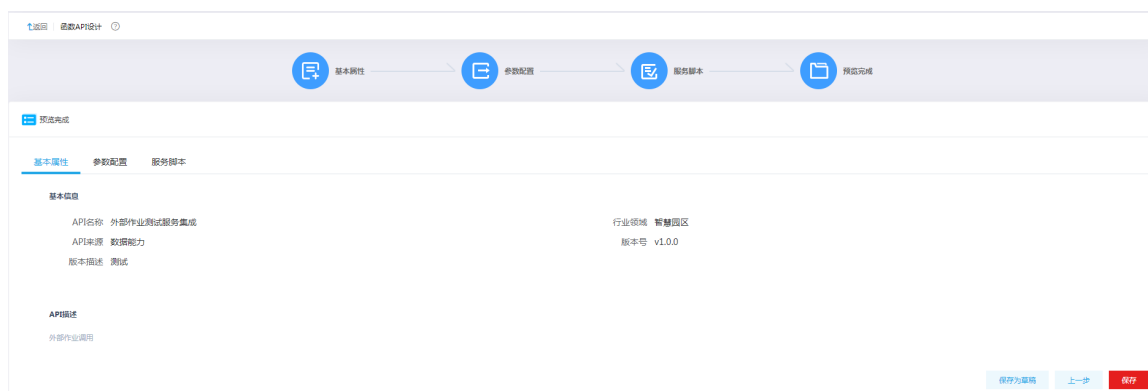 返回 函数API设计 ?
基本属性 参数配置 服务脚本 预览完成
预览完成
基本属性 参数配置 服务脚本
基本信息
API名称 外部作业测试服务集成 行业领域 智慧园区
API来源 数据能力 版本号 v1.0.0
版本描述 测试
API描述
外部作业调用
保存为草稿 上一步 保存